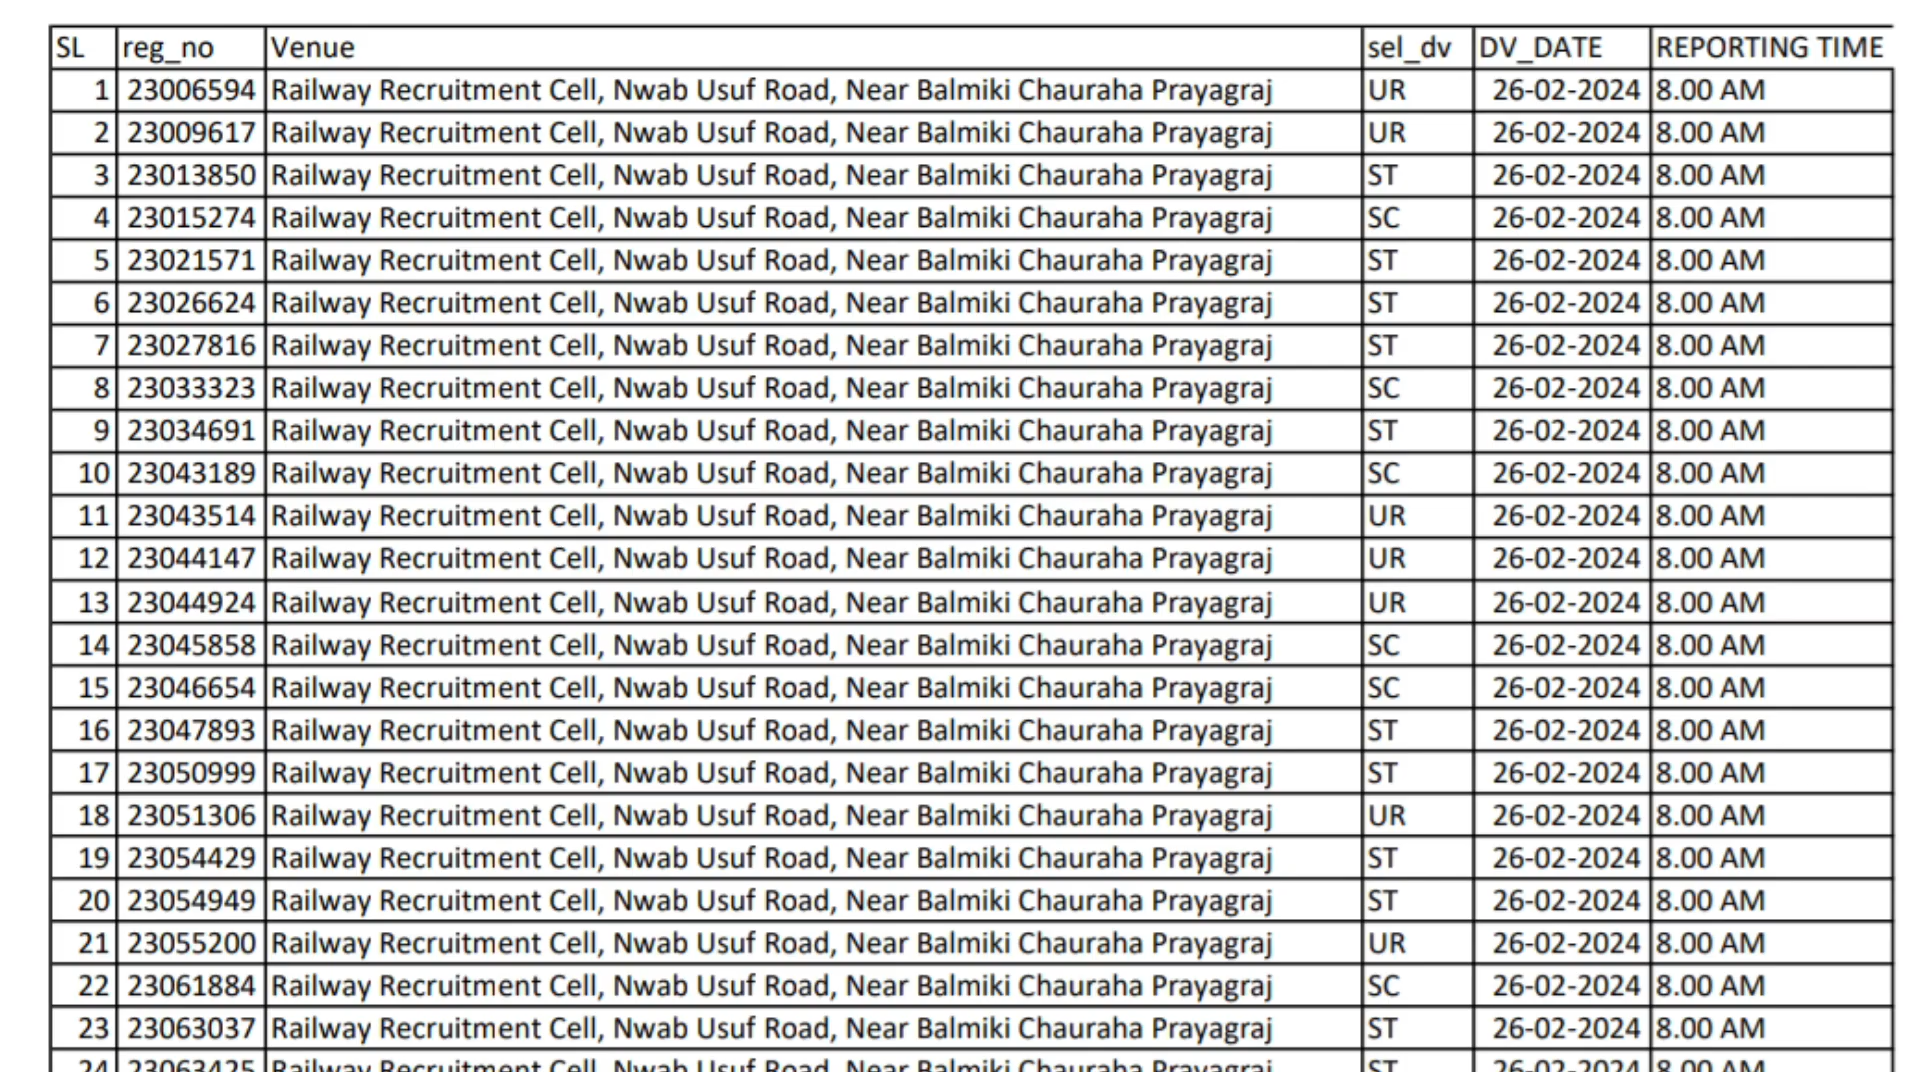 SL reg_no Venue sel_dv DV_DATE REPORTING TIME
1 23006594 Railway Recruitment Cell, Nwab Usuf Road, Near Balmiki Chauraha Prayagraj UR 26-02-2024 8.00 AM
2 23009617 Railway Recruitment Cell, Nwab Usuf Road, Near Balmiki Chauraha Prayagraj UR 26-02-2024 8.00 AM
3 23013850 Railway Recruitment Cell, Nwab Usuf Road, Near Balmiki Chauraha Prayagraj ST 26-02-2024 8.00 AM
4 23015274 Railway Recruitment Cell, Nwab Usuf Road, Near Balmiki Chauraha Prayagraj SC 26-02-2024 8.00 AM
5 23021571 Railway Recruitment Cell, Nwab Usuf Road, Near Balmiki Chauraha Prayagraj ST 26-02-2024 8.00 AM
6 23026624 Railway Recruitment Cell, Nwab Usuf Road, Near Balmiki Chauraha Prayagraj ST 26-02-2024 8.00 AM
7 23027816 Railway Recruitment Cell, Nwab Usuf Road, Near Balmiki Chauraha Prayagraj ST 26-02-2024 8.00 AM
8 23033323 Railway Recruitment Cell, Nwab Usuf Road, Near Balmiki Chauraha Prayagraj SC 26-02-2024 8.00 AM
9 23034691 Railway Recruitment Cell, Nwab Usuf Road, Near Balmiki Chauraha Prayagraj ST 26-02-2024 8.00 AM
10 23043189 Railway Recruitment Cell, Nwab Usuf Road, Near Balmiki Chauraha Prayagraj SC 26-02-2024 8.00 AM
11 23043514 Railway Recruitment Cell, Nwab Usuf Road, Near Balmiki Chauraha Prayagraj UR 26-02-2024 8.00 AM
12 23044147 Railway Recruitment Cell, Nwab Usuf Road, Near Balmiki Chauraha Prayagraj UR 26-02-2024 8.00 AM
13 23044924 Railway Recruitment Cell, Nwab Usuf Road, Near Balmiki Chauraha Prayagraj UR 26-02-2024 8.00 AM
14 23045858 Railway Recruitment Cell, Nwab Usuf Road, Near Balmiki Chauraha Prayagraj SC 26-02-2024 8.00 AM
15 23046654 Railway Recruitment Cell, Nwab Usuf Road, Near Balmiki Chauraha Prayagraj SC 26-02-2024 8.00 AM
16 23047893 Railway Recruitment Cell, Nwab Usuf Road, Near Balmiki Chauraha Prayagraj ST 26-02-2024 8.00 AM
17 23050999 Railway Recruitment Cell, Nwab Usuf Road, Near Balmiki Chauraha Prayagraj ST 26-02-2024 8.00 AM
18 23051306 Railway Recruitment Cell, Nwab Usuf Road, Near Balmiki Chauraha Prayagraj UR 26-02-2024 8.00 AM
19 23054429 Railway Recruitment Cell, Nwab Usuf Road, Near Balmiki Chauraha Prayagraj ST 26-02-2024 8.00 AM
20 23054949 Railway Recruitment Cell, Nwab Usuf Road, Near Balmiki Chauraha Prayagraj ST 26-02-2024 8.00 AM
21 23055200 Railway Recruitment Cell, Nwab Usuf Road, Near Balmiki Chauraha Prayagraj UR 26-02-2024 8.00 AM
22 23061884 Railway Recruitment Cell, Nwab Usuf Road, Near Balmiki Chauraha Prayagraj SC 26-02-2024 8.00 AM
23 23063037 Railway Recruitment Cell, Nwab Usuf Road, Near Balmiki Chauraha Prayagraj ST 26-02-2024 8.00 AM
24 23063425 Railway Recruitment Cell, Nwab Usuf Road, Near Balmiki Chauraha Prayagraj ST 26-02-2024 8.00 AM